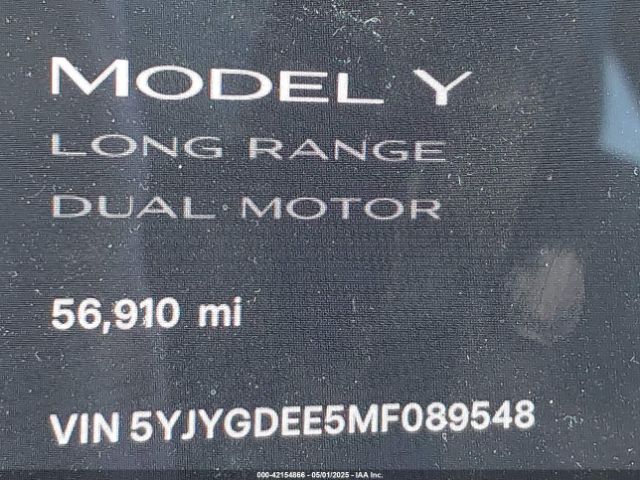 MODEL Y
LONG RANGE
DUAL MOTOR
56,910 mi
VIN 5YJYGDEE5MF089548
000-42154866 - 05/01/2025 - IAA Inc.